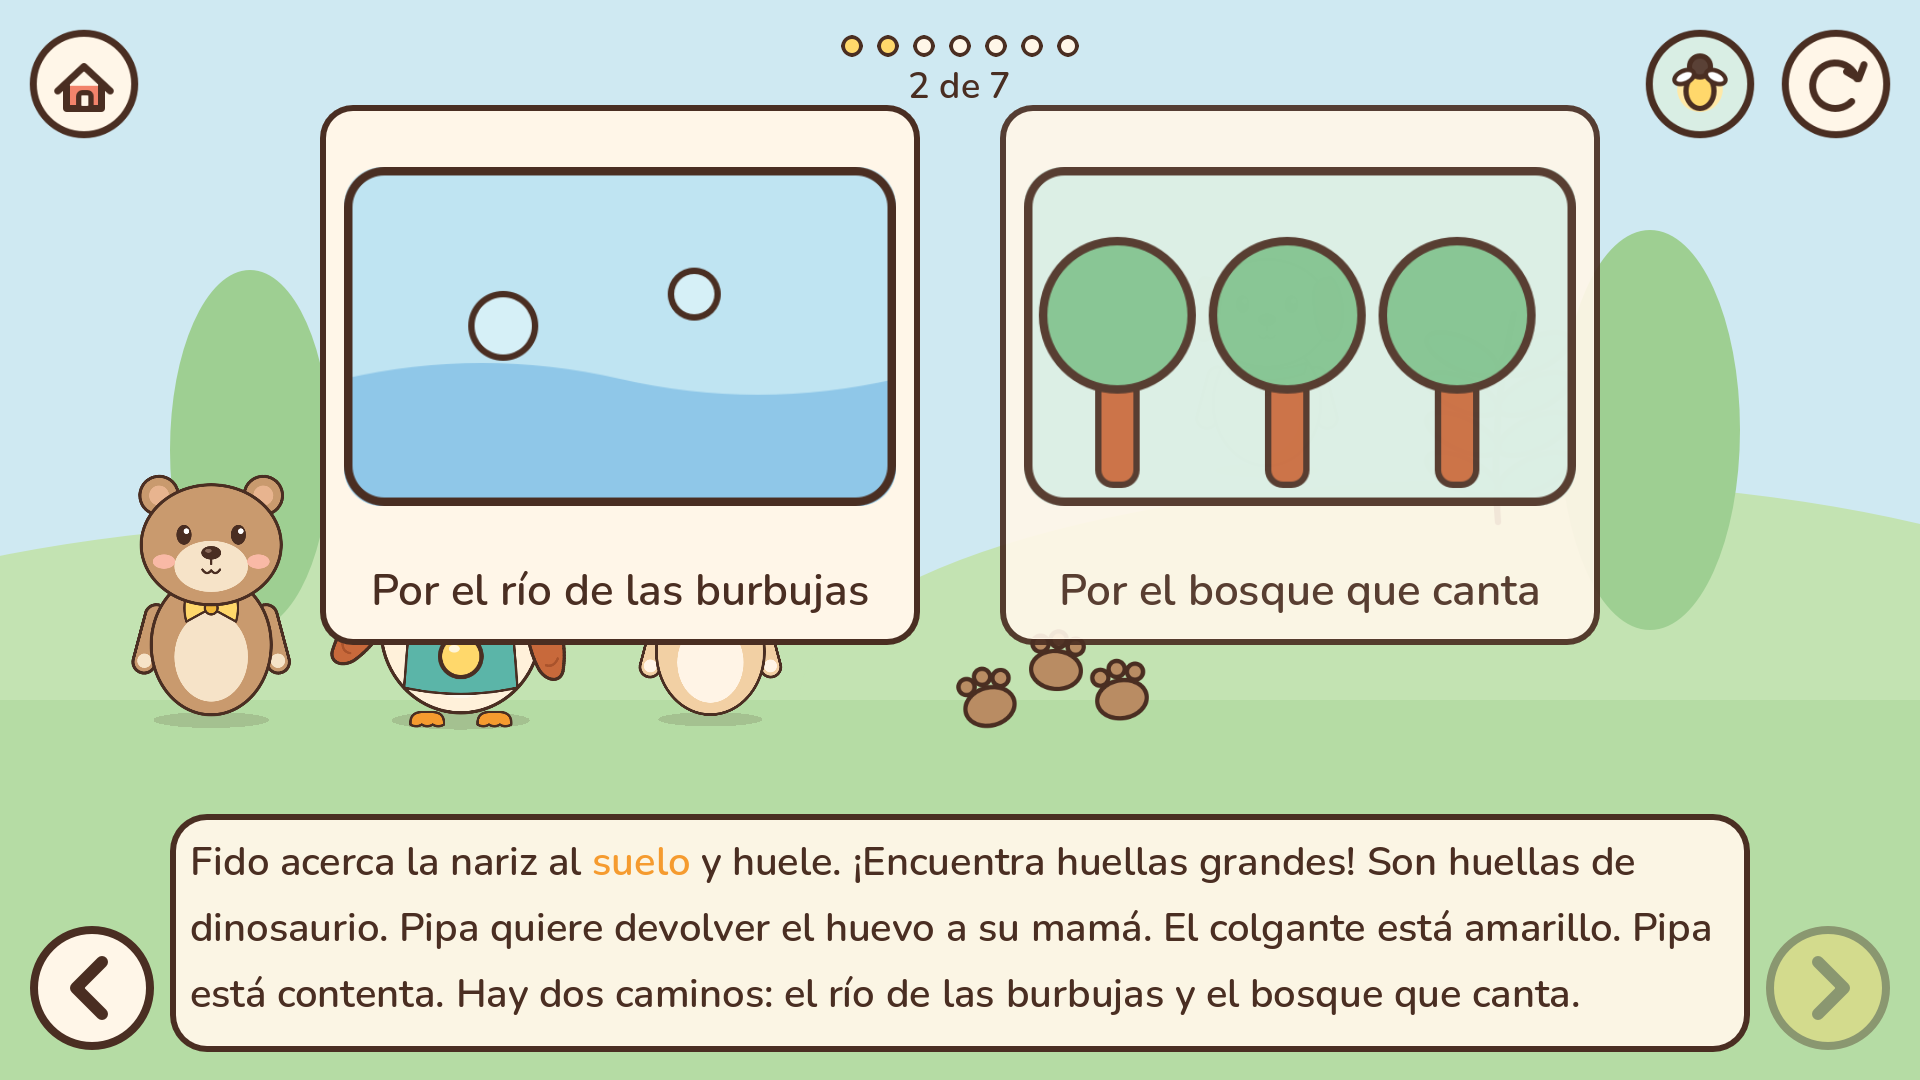 2 de 7
Por el río de las burbujas
Por el bosque que canta
Fido acerca la nariz al suelo y huele. ¡Encuentra huellas grandes! Son huellas de
dinosaurio. Pipa quiere devolver el huevo a su mamá. El colgante está amarillo. Pipa
está contenta. Hay dos caminos: el río de las burbujas y el bosque que canta.